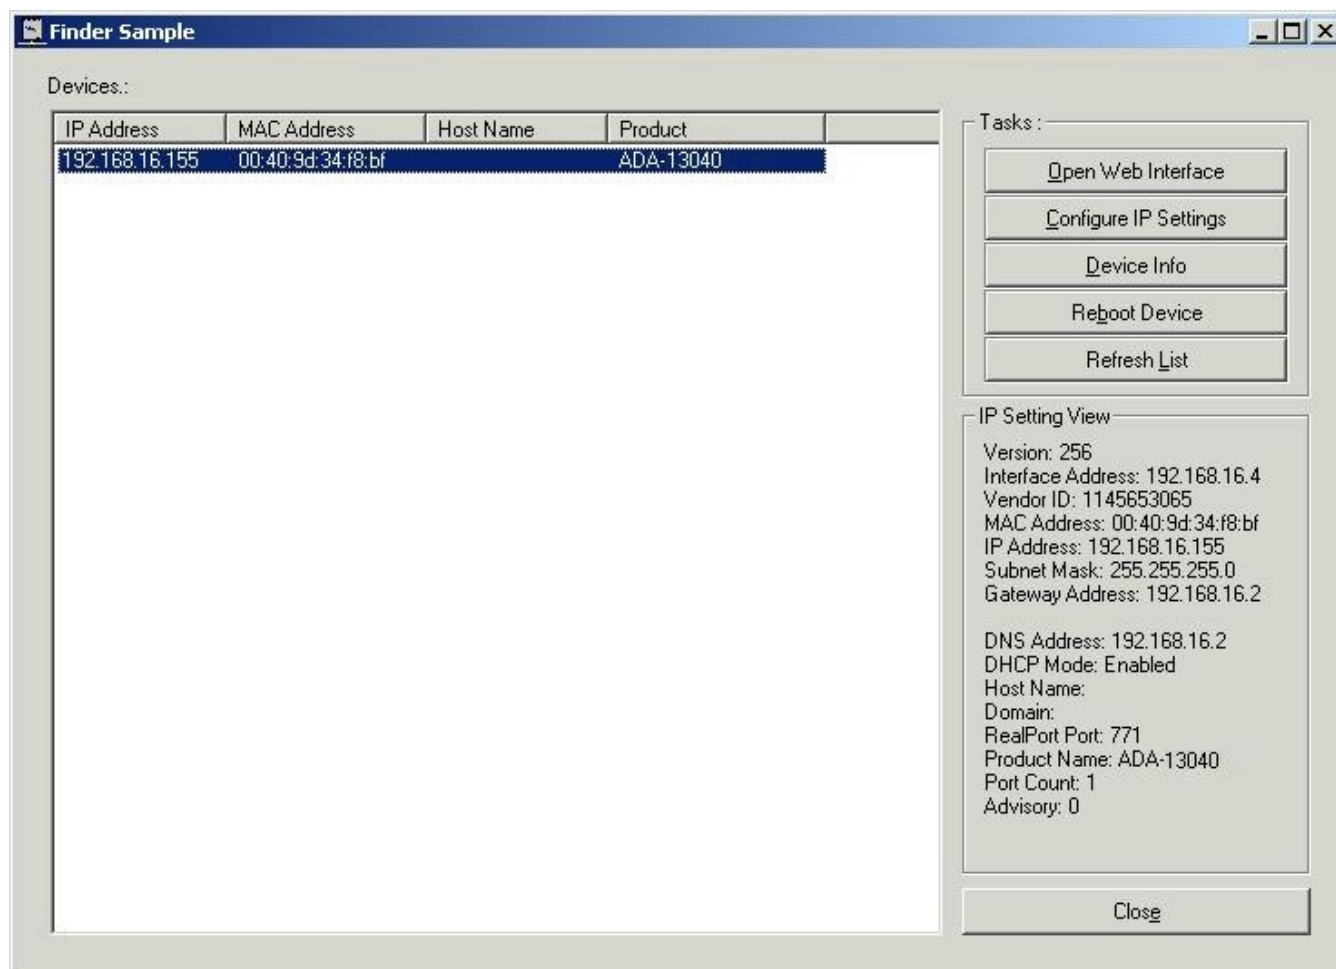 Finder Sample
Devices.:
IP Address MAC Address Host Name Product
192.168.16.155 00:40:9d:34:f8:bf ADA-13040
Tasks :
Open Web Interface
Configure IP Settings
Device Info
Reboot Device
Refresh List
IP Setting View
Version: 256
Interface Address: 192.168.16.4
Vendor ID: 1145653065
MAC Address: 00:40:9d:34:f8:bf
IP Address: 192.168.16.155
Subnet Mask: 255.255.255.0
Gateway Address: 192.168.16.2
DNS Address: 192.168.16.2
DHCP Mode: Enabled
Host Name:
Domain:
RealPort Port: 771
Product Name: ADA-13040
Port Count: 1
Advisory: 0
Close